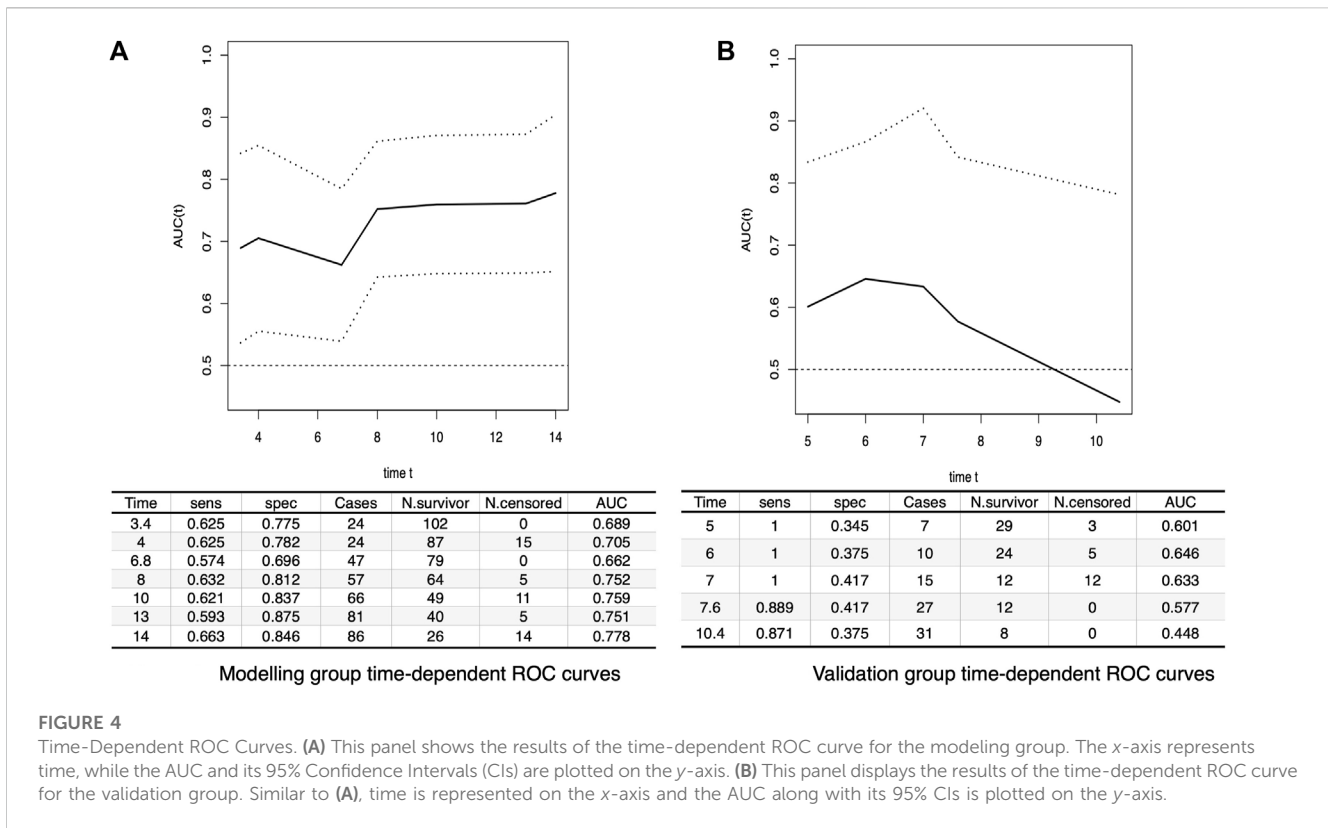 A
B
1.0
0.9
0.8
0.7
0.6
0.5
AUC(t)
4 6 8 10 12 14
time t
1.0
0.9
0.8
0.7
0.6
0.5
AUC(t)
5 6 7 8 9 10
time t
Time sens spec Cases N.survivor N.censored AUC
3.4 0.625 0.775 24 102 0 0.689
4 0.625 0.782 24 87 15 0.705
6.8 0.574 0.696 47 79 0 0.662
8 0.632 0.812 57 64 5 0.752
10 0.621 0.837 66 49 11 0.759
13 0.593 0.875 81 40 5 0.751
14 0.663 0.846 86 26 14 0.778
Modelling group time-dependent ROC curves
Time sens spec Cases N.survivor N.censored AUC
5 1 0.345 7 29 3 0.601
6 1 0.375 10 24 5 0.646
7 1 0.417 15 12 12 0.633
7.6 0.889 0.417 27 12 0 0.577
10.4 0.871 0.375 31 8 0 0.448
Validation group time-dependent ROC curves
FIGURE 4
Time-Dependent ROC Curves. (A) This panel shows the results of the time-dependent ROC curve for the modeling group. The x-axis represents
time, while the AUC and its 95% Confidence Intervals (CIs) are plotted on the y-axis. (B) This panel displays the results of the time-dependent ROC curve
for the validation group. Similar to (A), time is represented on the x-axis and the AUC along with its 95% CIs is plotted on the y-axis.